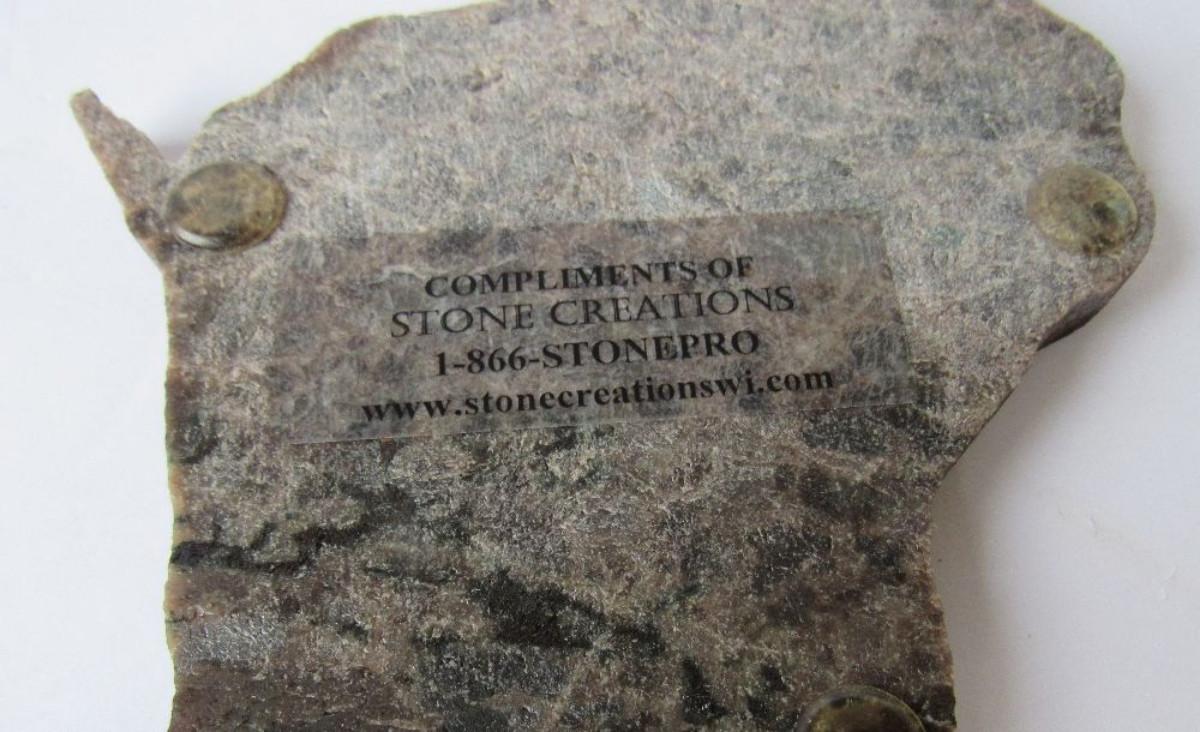 COMPLIMENTS OF
STONE CREATIONS
1-866-STONEPRO
www.stonecreationswi.com